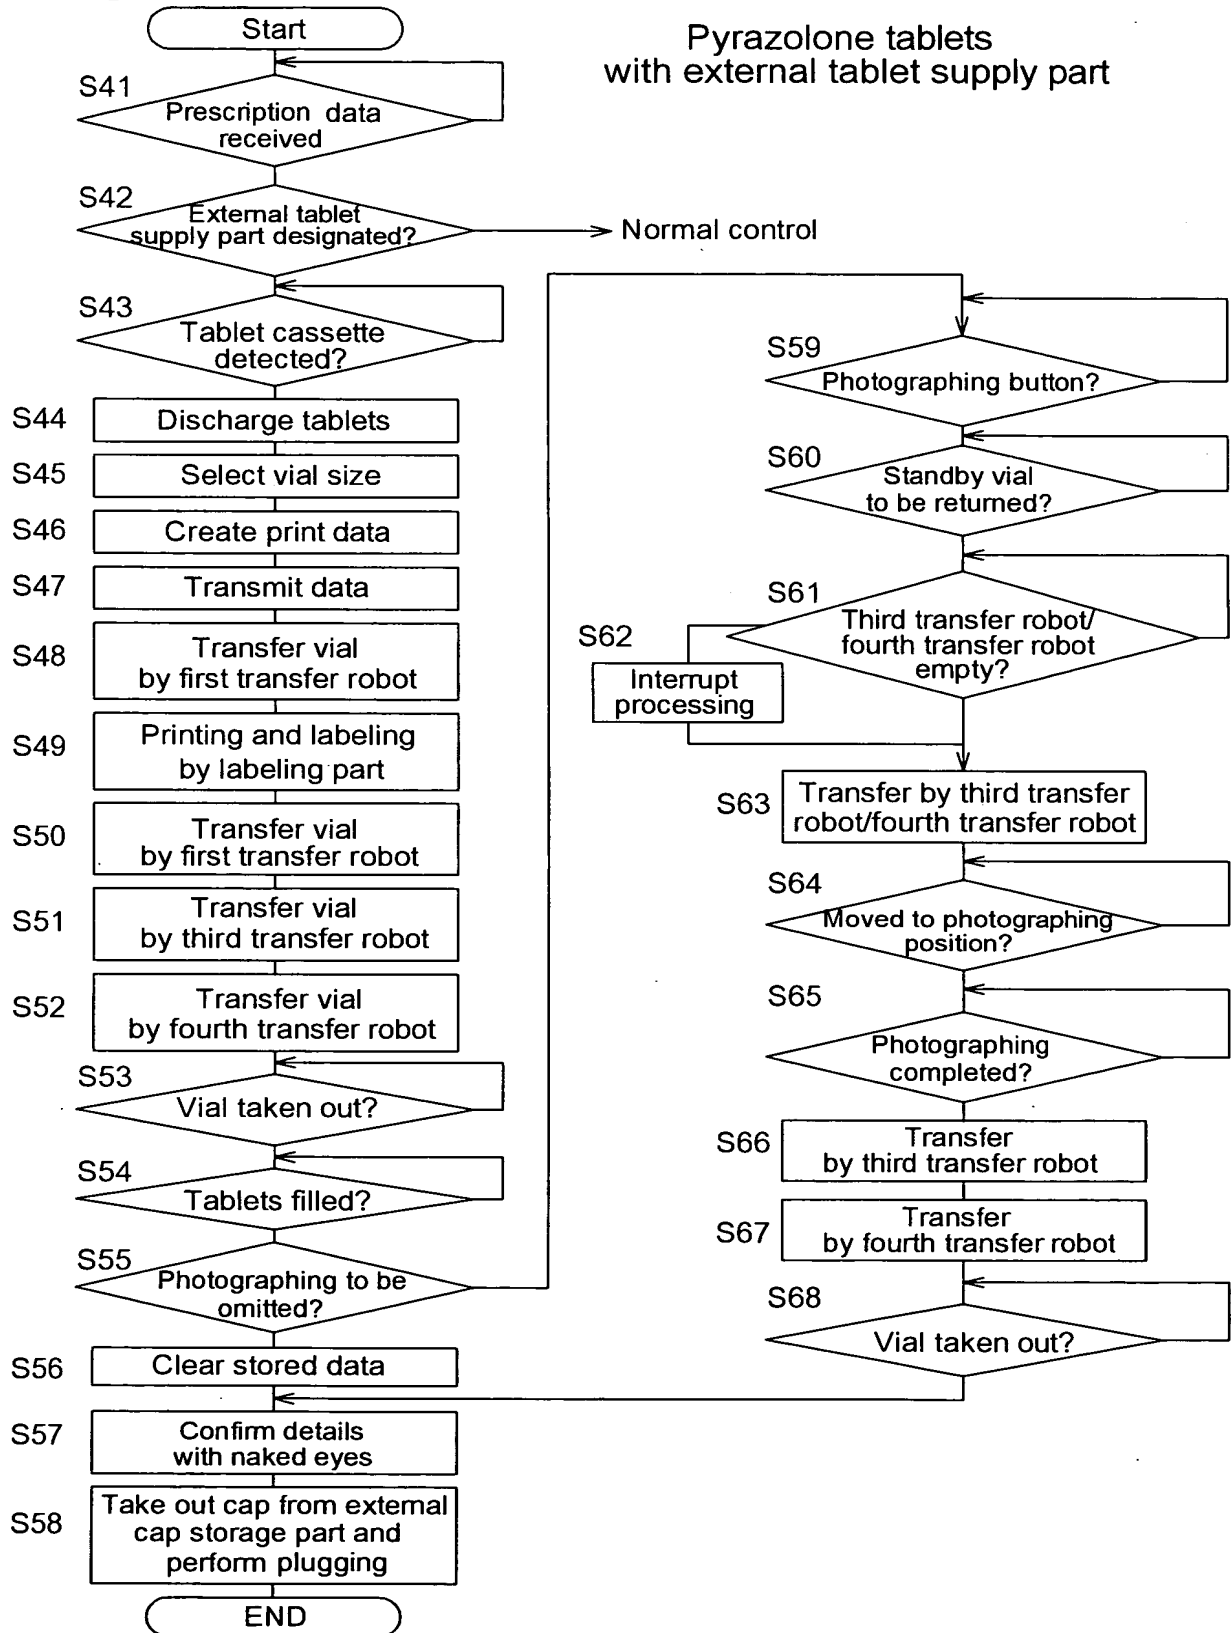 Start
Pyrazolone tablets
with external tablet supply part
S41
Prescription data
received
S42
External tablet
supply part designated?
Normal control
S43
Tablet cassette
detected?
S44
Discharge tablets
S45
Select vial size
S46
Create print data
S47
Transmit data
S48
Transfer vial
by first transfer robot
S49
Printing and labeling
by labeling part
S50
Transfer vial
by first transfer robot
S51
Transfer vial
by third transfer robot
S52
Transfer vial
by fourth transfer robot
S53
Vial taken out?
S54
Tablets filled?
S55
Photographing to be
omitted?
S56
Clear stored data
S57
Confirm details
with naked eyes
S58
Take out cap from external
cap storage part and
perform plugging
END
S59
Photographing button?
S60
Standby vial
to be returned?
S61
Third transfer robot/
fourth transfer robot
empty?
S62
Interrupt
processing
S63
Transfer by third transfer
robot/fourth transfer robot
S64
Moved to photographing
position?
S65
Photographing
completed?
S66
Transfer
by third transfer robot
S67
Transfer
by fourth transfer robot
S68
Vial taken out?